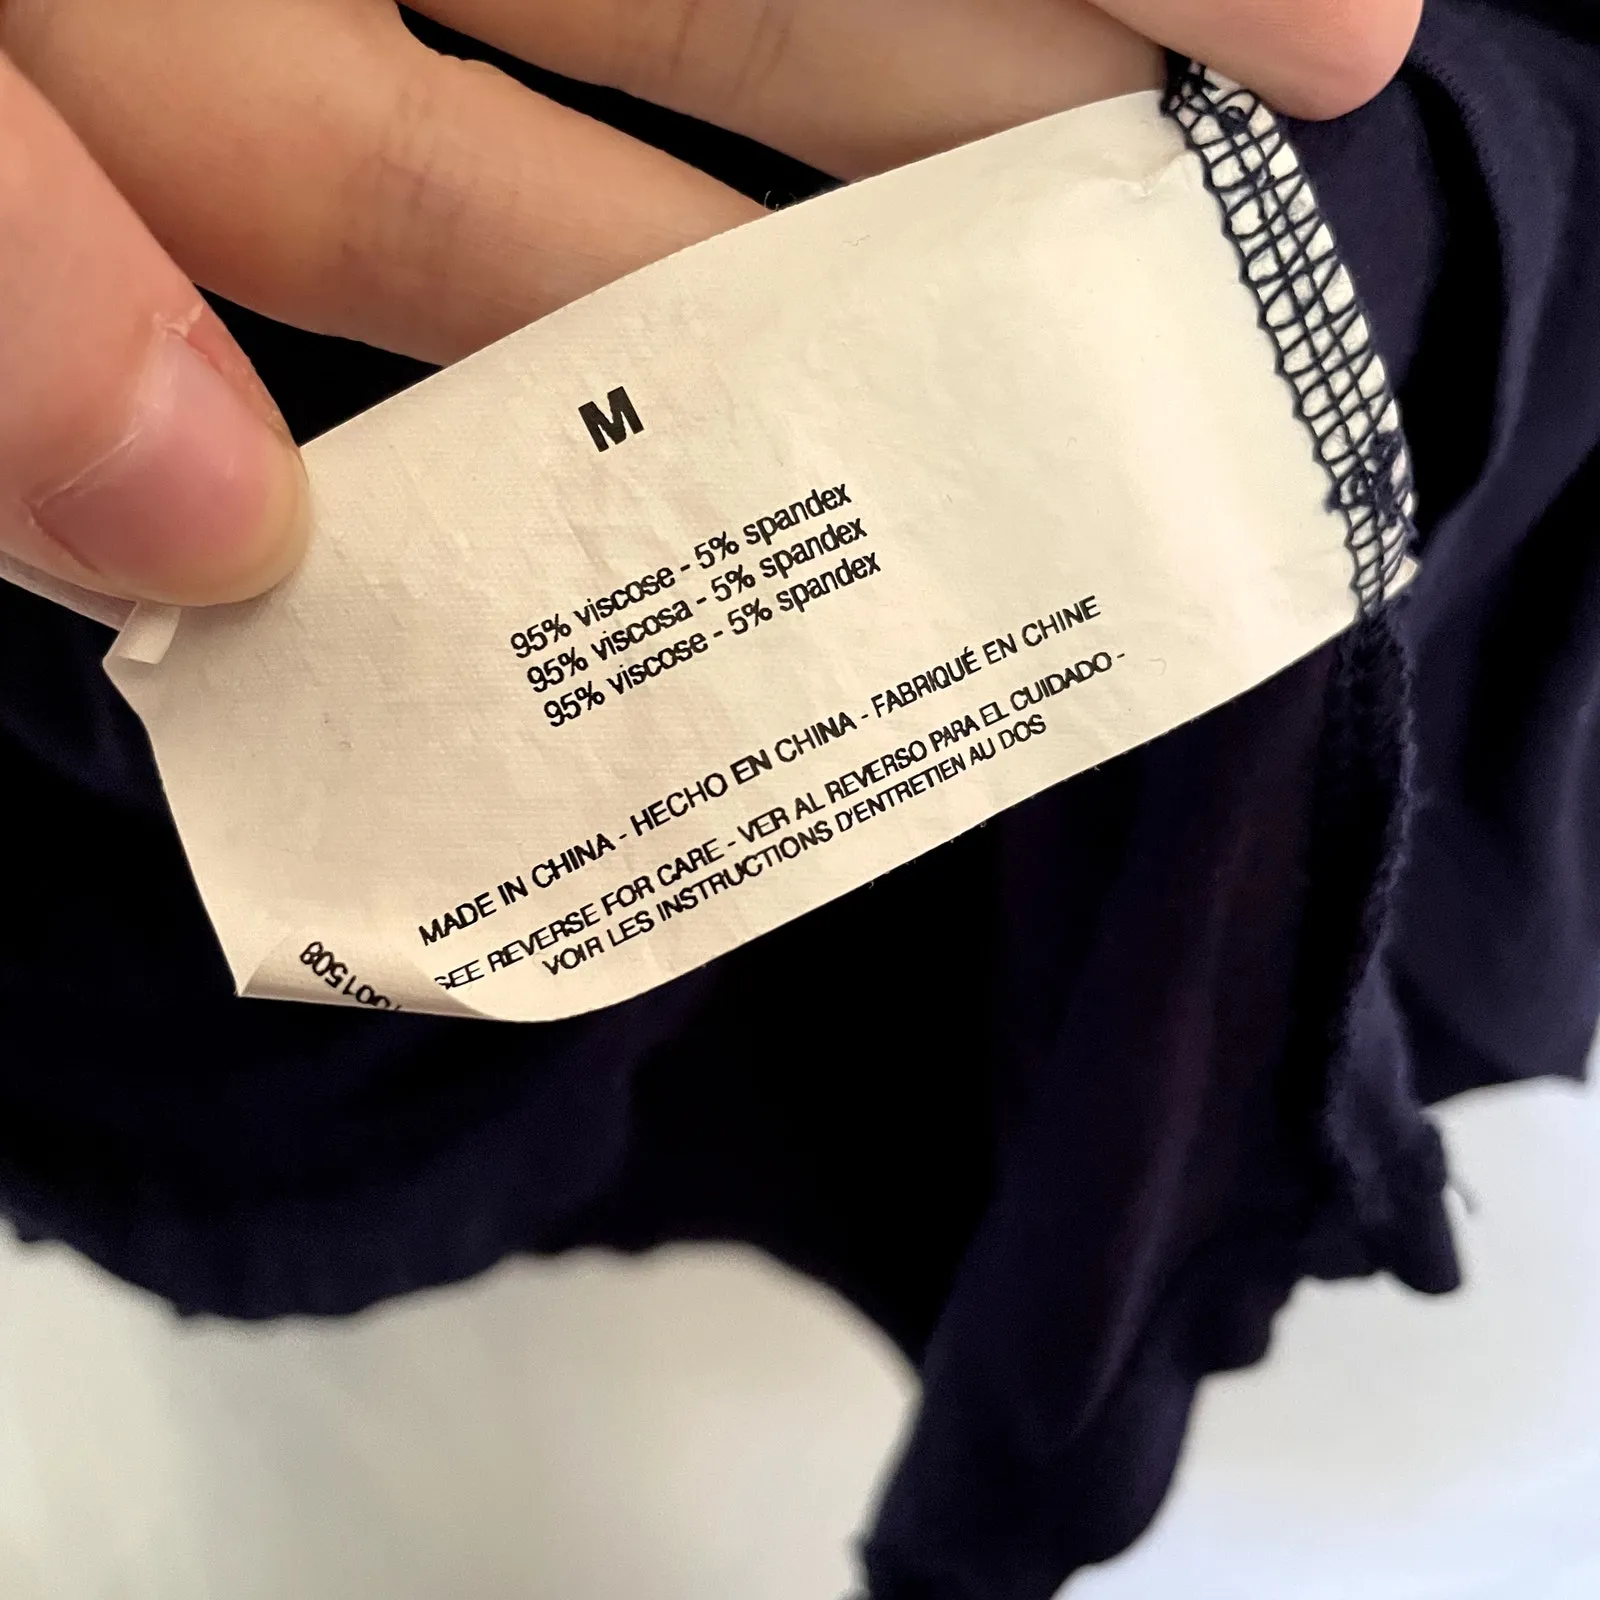 M
95% viscose - 5% spandex
95% viscosa - 5% spandex
95% viscose - 5% spandex
MADE IN CHINA - HECHO EN CHINA - FABRIQUÉ EN CHINE
SEE REVERSE FOR CARE - VER AL REVERSO PARA EL CUIDADO -
VOIR LES INSTRUCTIONS D'ENTRETIEN AU DOS